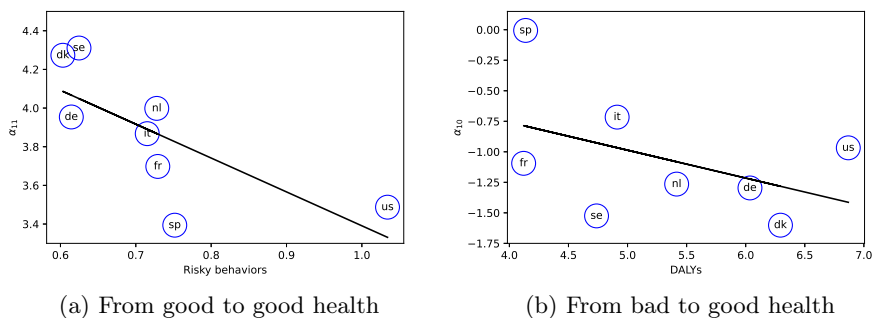 4.4
4.2
4.0
3.8
3.6
3.4
α11
se
dk
nl
de
it
fr
us
sp
0.6 0.7 0.8 0.9 1.0
Risky behaviors
(a) From good to good health
0.00
−0.25
−0.50
−0.75
−1.00
−1.25
−1.50
−1.75
α10
sp
it
us
fr
nl
de
se
dk
4.0 4.5 5.0 5.5 6.0 6.5 7.0
DALYs
(b) From bad to good health